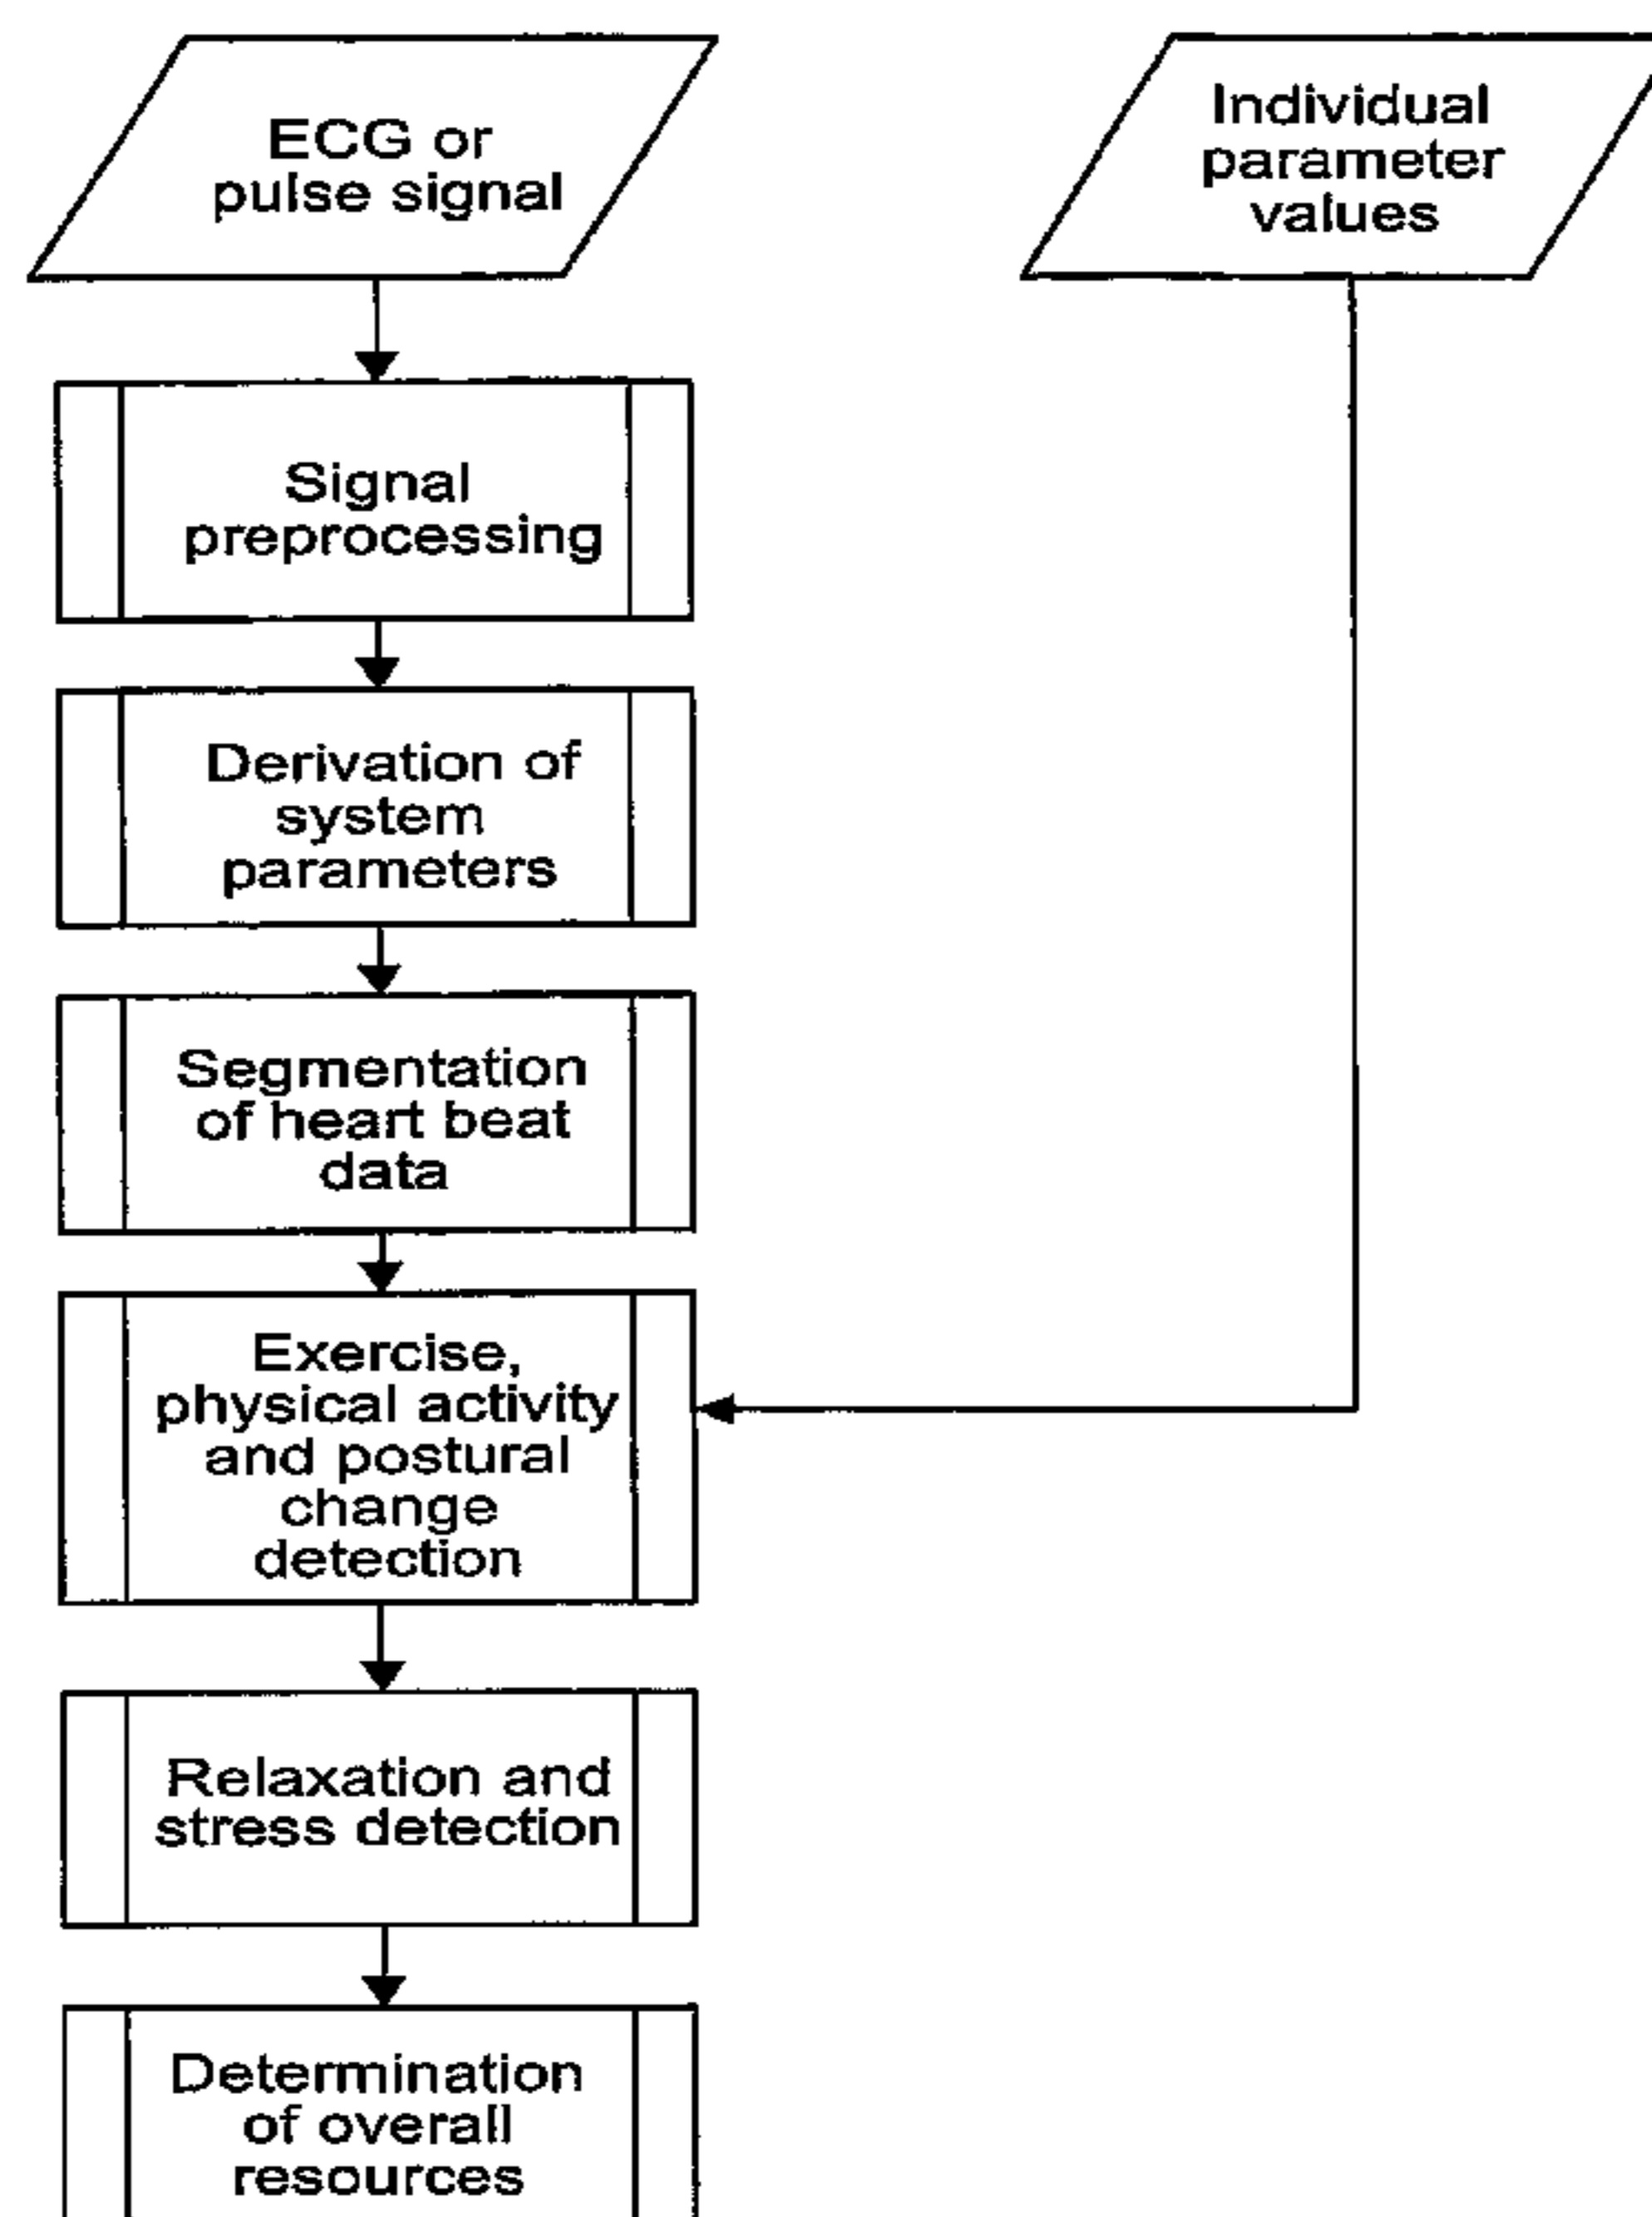 ECG or
pulse signal
Individual
parameter
values
Signal
preprocessing
Derivation of
system
parameters
Segmentation
of heart beat
data
Exercise,
physical activity
and postural
change
detection
Relaxation and
stress detection
Determination
of overall
resources